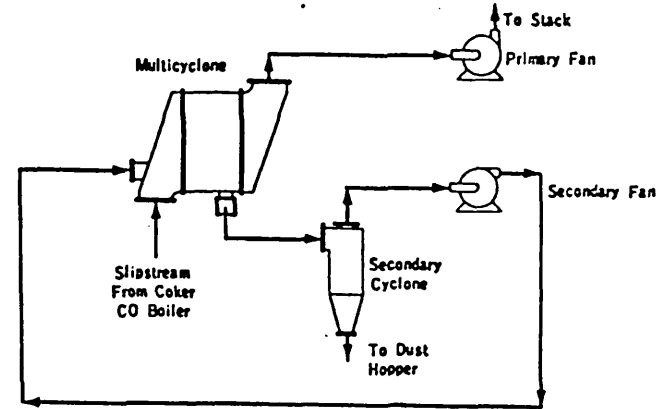 To Stack
Primary Fan
Multicyclone
Secondary Fan
Slipstream
From Coker
CO Boiler
Secondary
Cyclone
To Dust
Hopper